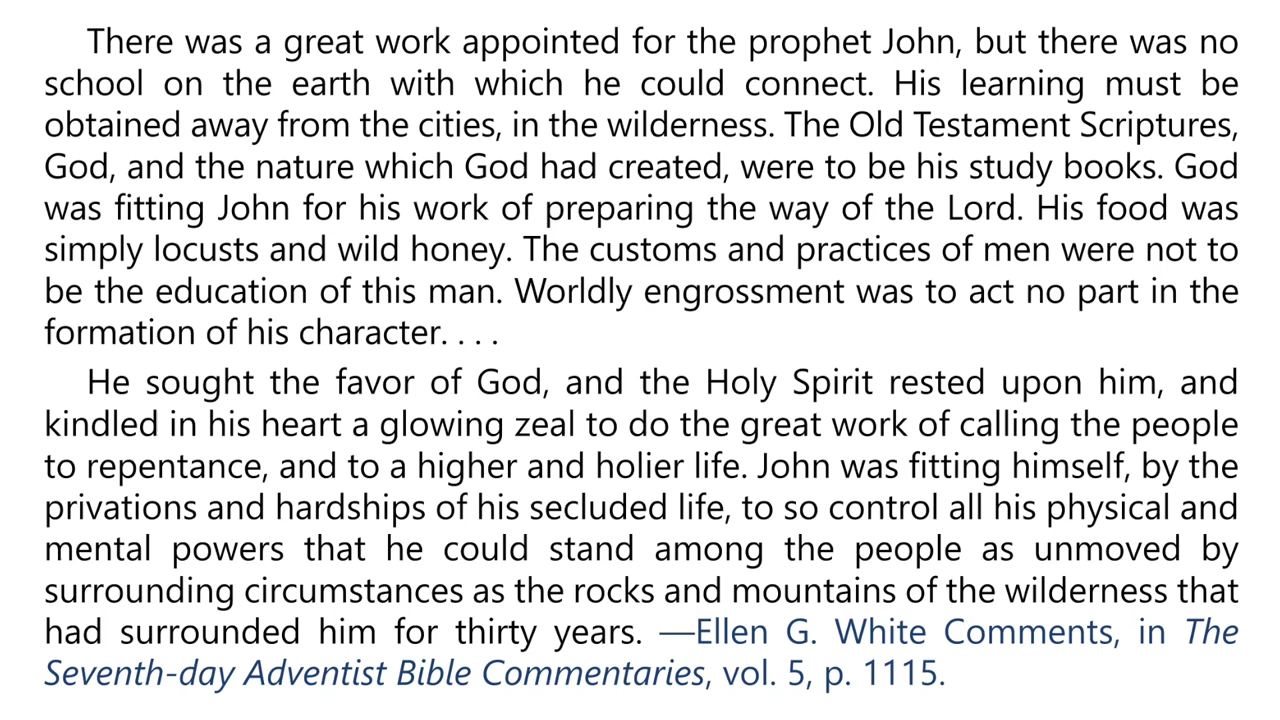 There was a great work appointed for the prophet John, but there was no
school on the earth with which he could connect. His learning must be
obtained away from the cities, in the wilderness. The Old Testament Scriptures,
God, and the nature which God had created, were to be his study books. God
was fitting John for his work of preparing the way of the Lord. His food was
simply locusts and wild honey. The customs and practices of men were not to
be the education of this man. Worldly engrossment was to act no part in the
formation of his character. . . .
He sought the favor of God, and the Holy Spirit rested upon him, and
kindled in his heart a glowing zeal to do the great work of calling the people
to repentance, and to a higher and holier life. John was fitting himself, by the
privations and hardships of his secluded life, to so control all his physical and
mental powers that he could stand among the people as unmoved by
surrounding circumstances as the rocks and mountains of the wilderness that
had surrounded him for thirty years. —Ellen G. White Comments, in The
Seventh-day Adventist Bible Commentaries, vol. 5, p. 1115.